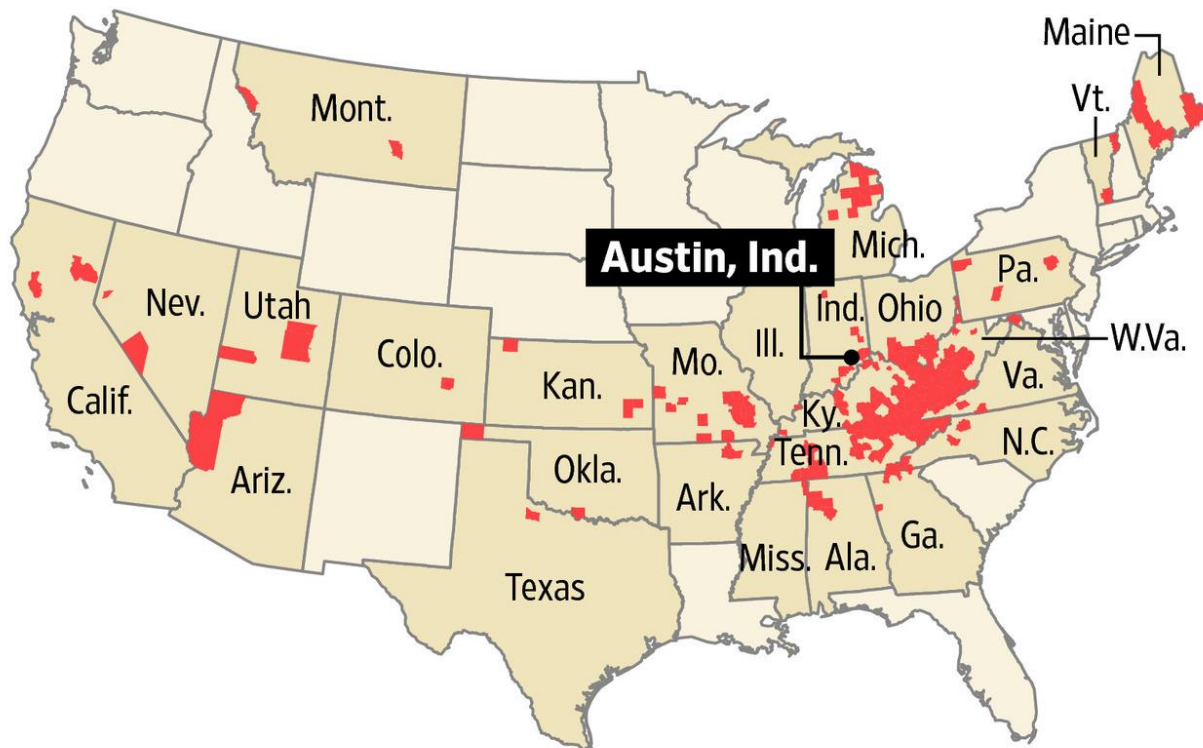 Maine
Vt.
Mont.
Mich.
Austin, Ind.
Pa.
Nev.
Utah
Ind.
Ohio
Ill.
W.Va.
Colo.
Mo.
Kan.
Va.
Calif.
Ky.
N.C.
Tenn.
Okla.
Ariz.
Ark.
Ga.
Miss.
Ala.
Texas